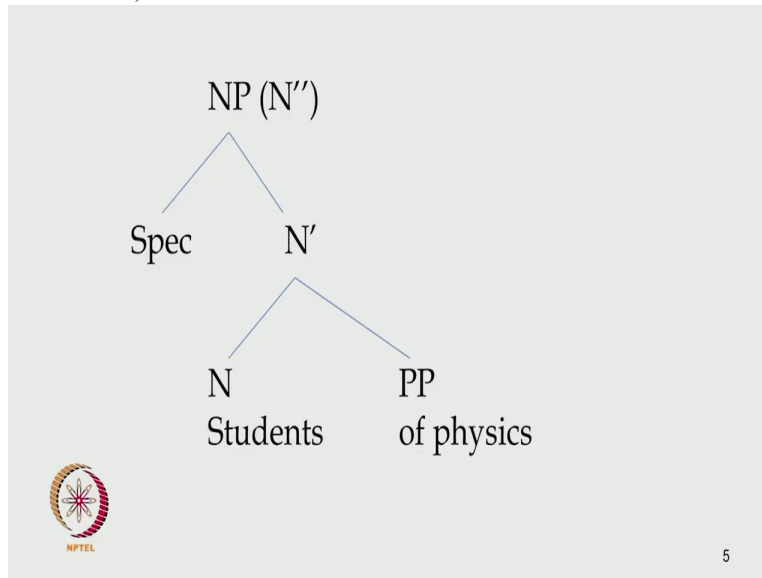 NP (N′′)
Spec N′
N PP
Students of physics
NPTEL
5